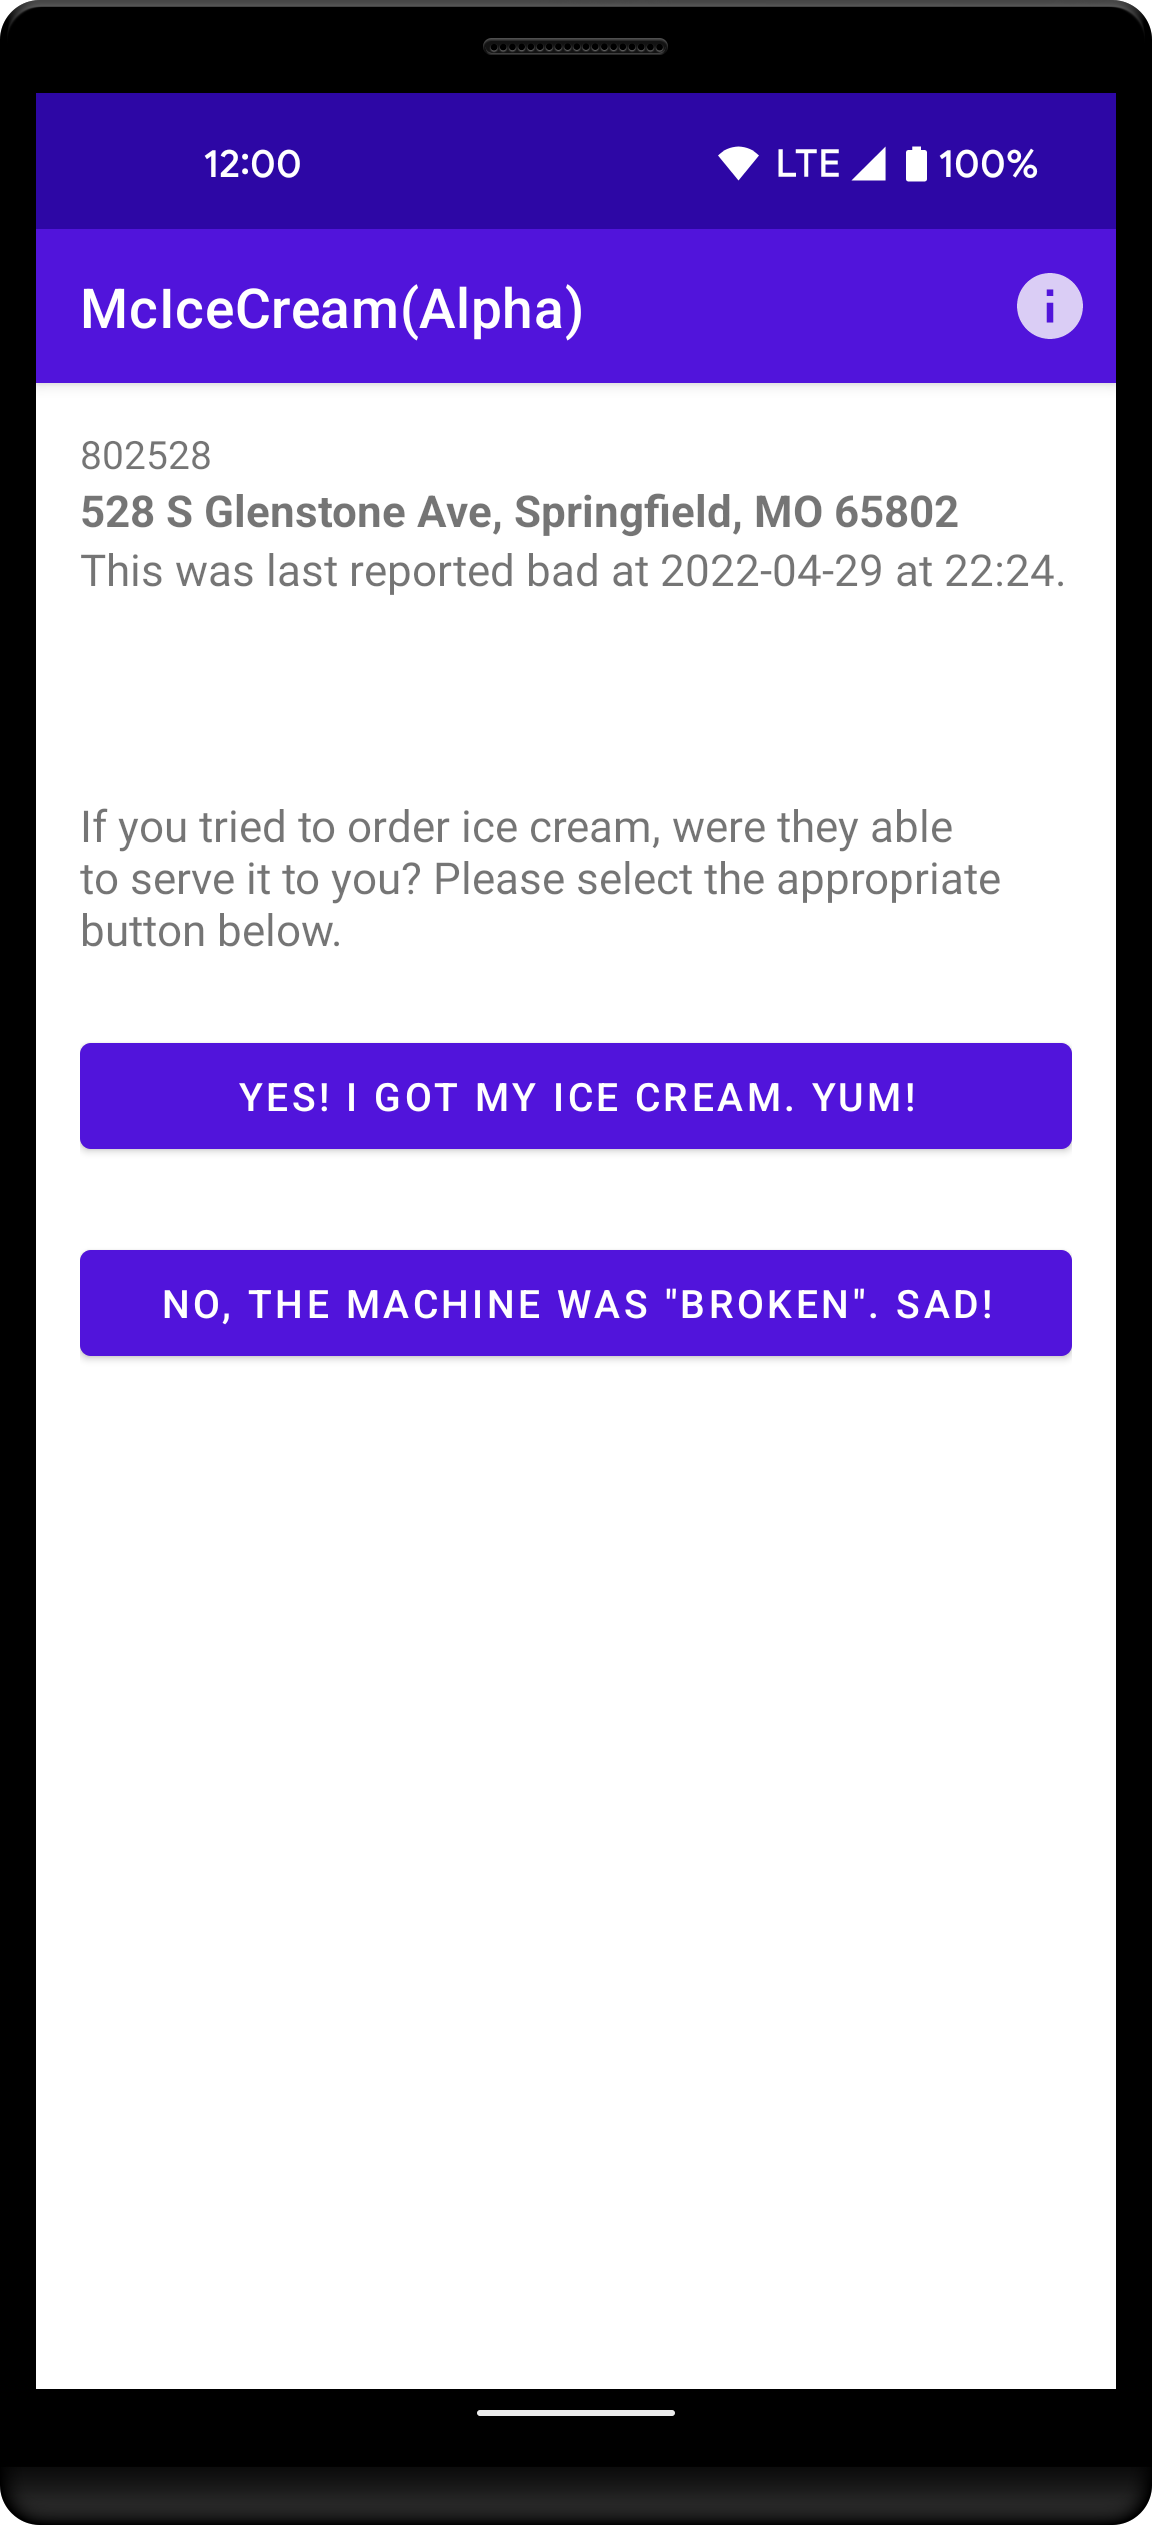 12:00 LTE 100%
McIceCream(Alpha)
802528
528 S Glenstone Ave, Springfield, MO 65802
This was last reported bad at 2022-04-29 at 22:24.
If you tried to order ice cream, were they able
to serve it to you? Please select the appropriate
button below.
YES! I GOT MY ICE CREAM. YUM!
NO, THE MACHINE WAS "BROKEN". SAD!